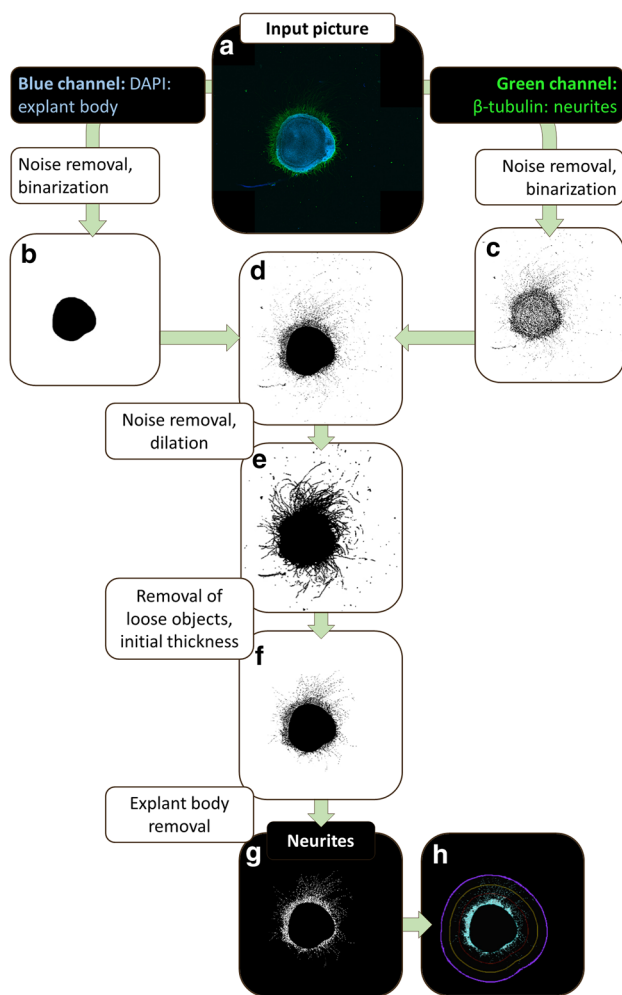 Input picture
a
Blue channel: DAPI:
explant body
Green channel:
β-tubulin: neurites
Noise removal,
binarization
Noise removal,
binarization
b
d
c
Noise removal,
dilation
e
Removal of
loose objects,
initial thickness
f
Explant body
removal
Neurites
g
h